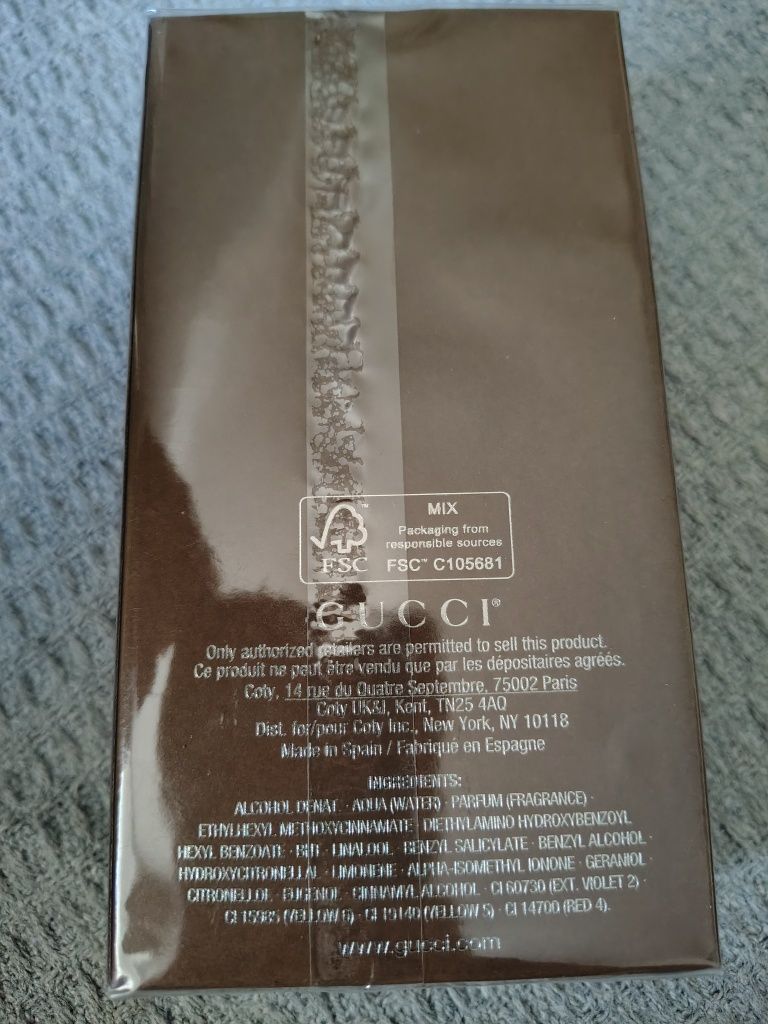 MIX
Packaging from
responsible sources
FSC™ C105681
FSC
GUCCI®
Only authorized retailers are permitted to sell this product.
Ce produit ne peut être vendu que par les dépositaires agréés.
Coty, 14 rue du Quatre Septembre, 75002 Paris
Coty UK&I, Kent, TN25 4AQ
Dist. for/pour Coty Inc., New York, NY 10118
Made in Spain / Fabriqué en Espagne
INGREDIENTS:
ALCOHOL DENAT. · AQUA (WATER) · PARFUM (FRAGRANCE) ·
ETHYLHEXYL METHOXYCINNAMATE · DIETHYLAMINO HYDROXYBENZOYL
HEXYL BENZOATE · BHT · LINALOOL · BENZYL SALICYLATE · BENZYL ALCOHOL ·
HYDROXYCITRONELLAL · LIMONENE · ALPHA-ISOMETHYL IONONE · GERANIOL ·
CITRONELLOL · EUGENOL · CINNAMYL ALCOHOL · CI 60730 (EXT. VIOLET 2) ·
CI 15985 (YELLOW 6) · CI 19140 (YELLOW 5) · CI 14700 (RED 4).
www.gucci.com